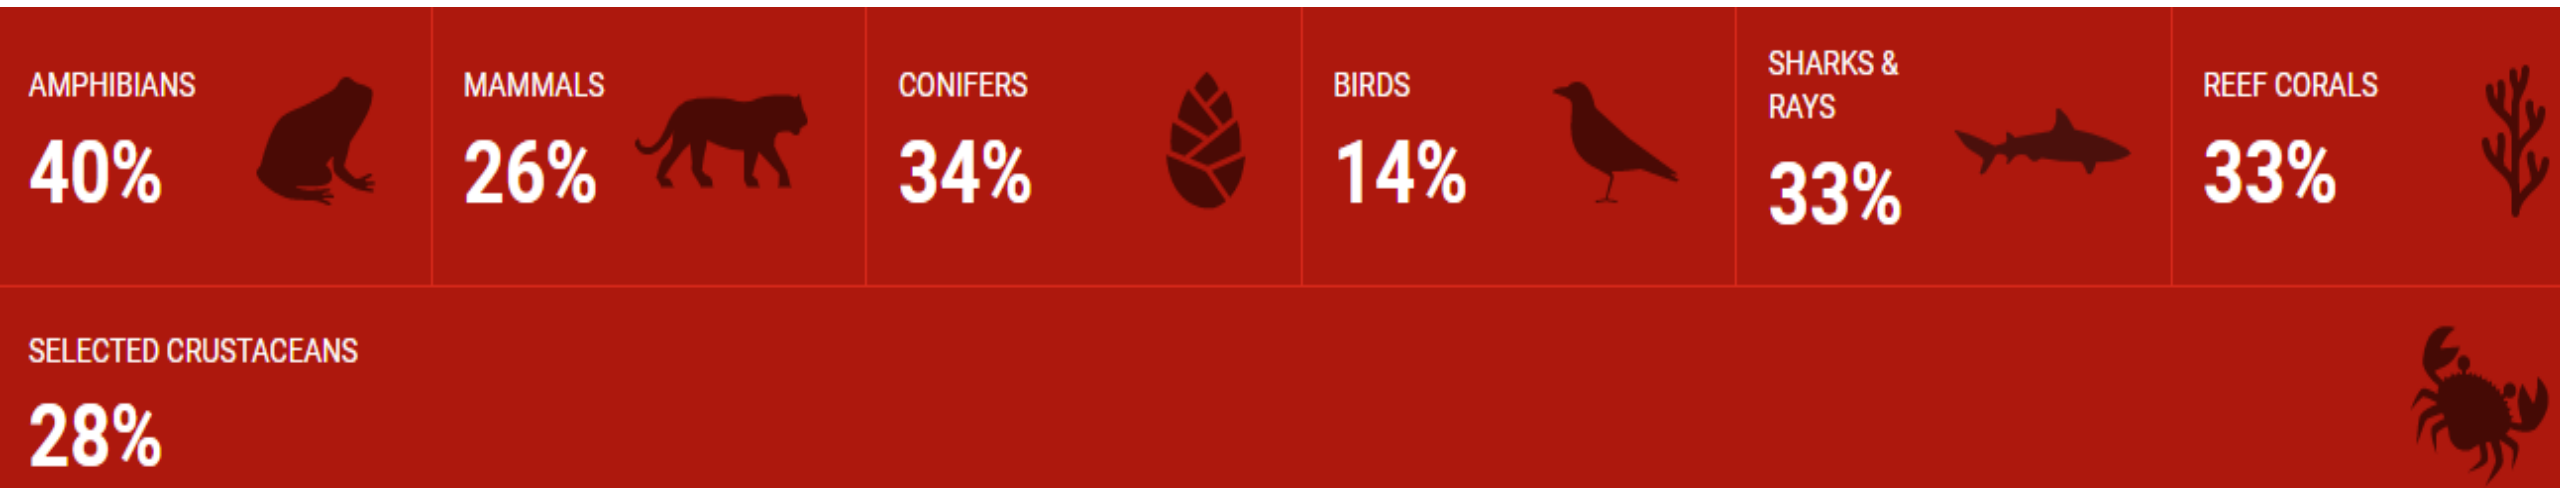 AMPHIBIANS
40%
MAMMALS
26%
CONIFERS
34%
BIRDS
14%
SHARKS &
RAYS
33%
REEF CORALS
33%
SELECTED CRUSTACEANS
28%